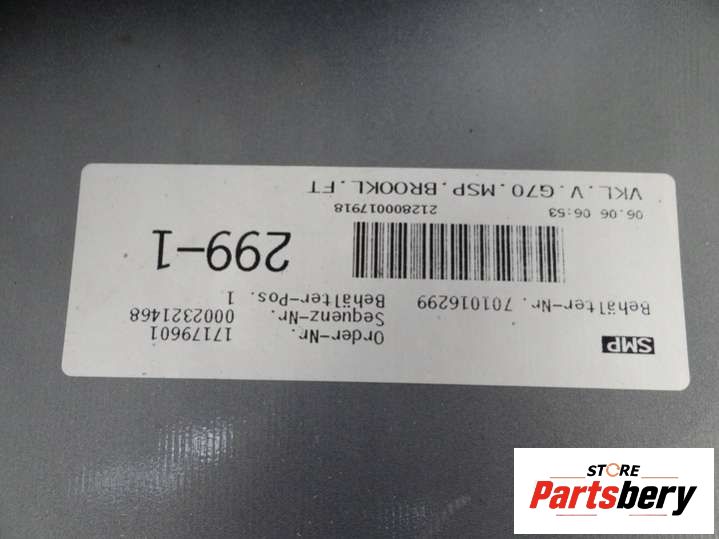 SMP
Order-Nr. 17179601
Sequenz-Nr. 0002321468
Behälter-Nr. 701016299 Behälter-Pos. 1
299-1
06.06 06:53 212800017918
VKL.V.G70.MSP.BROOKL.FT
STORE
Partsbery